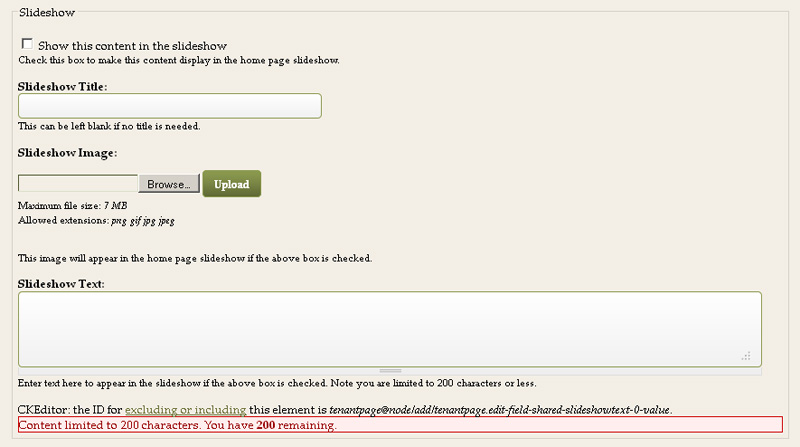 Slideshow
Show this content in the slideshow
Check this box to make this content display in the home page slideshow.
Slideshow Title:
This can be left blank if no title is needed.
Slideshow Image:
Browse... Upload
Maximum file size: 7 MB
Allowed extensions: png gif jpg jpeg
This image will appear in the home page slideshow if the above box is checked.
Slideshow Text:
Enter text here to appear in the slideshow if the above box is checked. Note you are limited to 200 characters or less.
CKEditor: the ID for excluding or including this element is tenantpage@node/add/tenantpage.edit-field-shared-slideshowtext-0-value.
Content limited to 200 characters. You have 200 remaining.